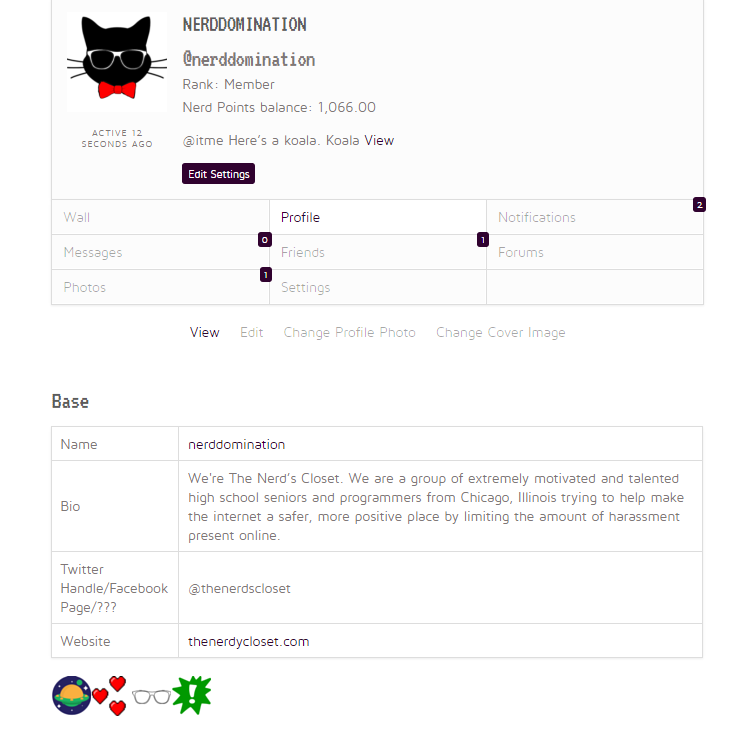 NERDDOMINATION
@nerddomination
Rank: Member
Nerd Points balance: 1,066.00
ACTIVE 12
SECONDS AGO
@itme Here's a koala. Koala View
Edit Settings
Wall
Profile
Notifications
2
Messages
0
Friends
1
Forums
Photos
1
Settings
View Edit Change Profile Photo Change Cover Image
Base
Name
nerddomination
Bio
We're The Nerd's Closet. We are a group of extremely motivated and talented
high school seniors and programmers from Chicago, Illinois trying to help make
the internet a safer, more positive place by limiting the amount of harassment
present online.
Twitter
Handle/Facebook
Page/???
@thenerdscloset
Website
thenerdycloset.com